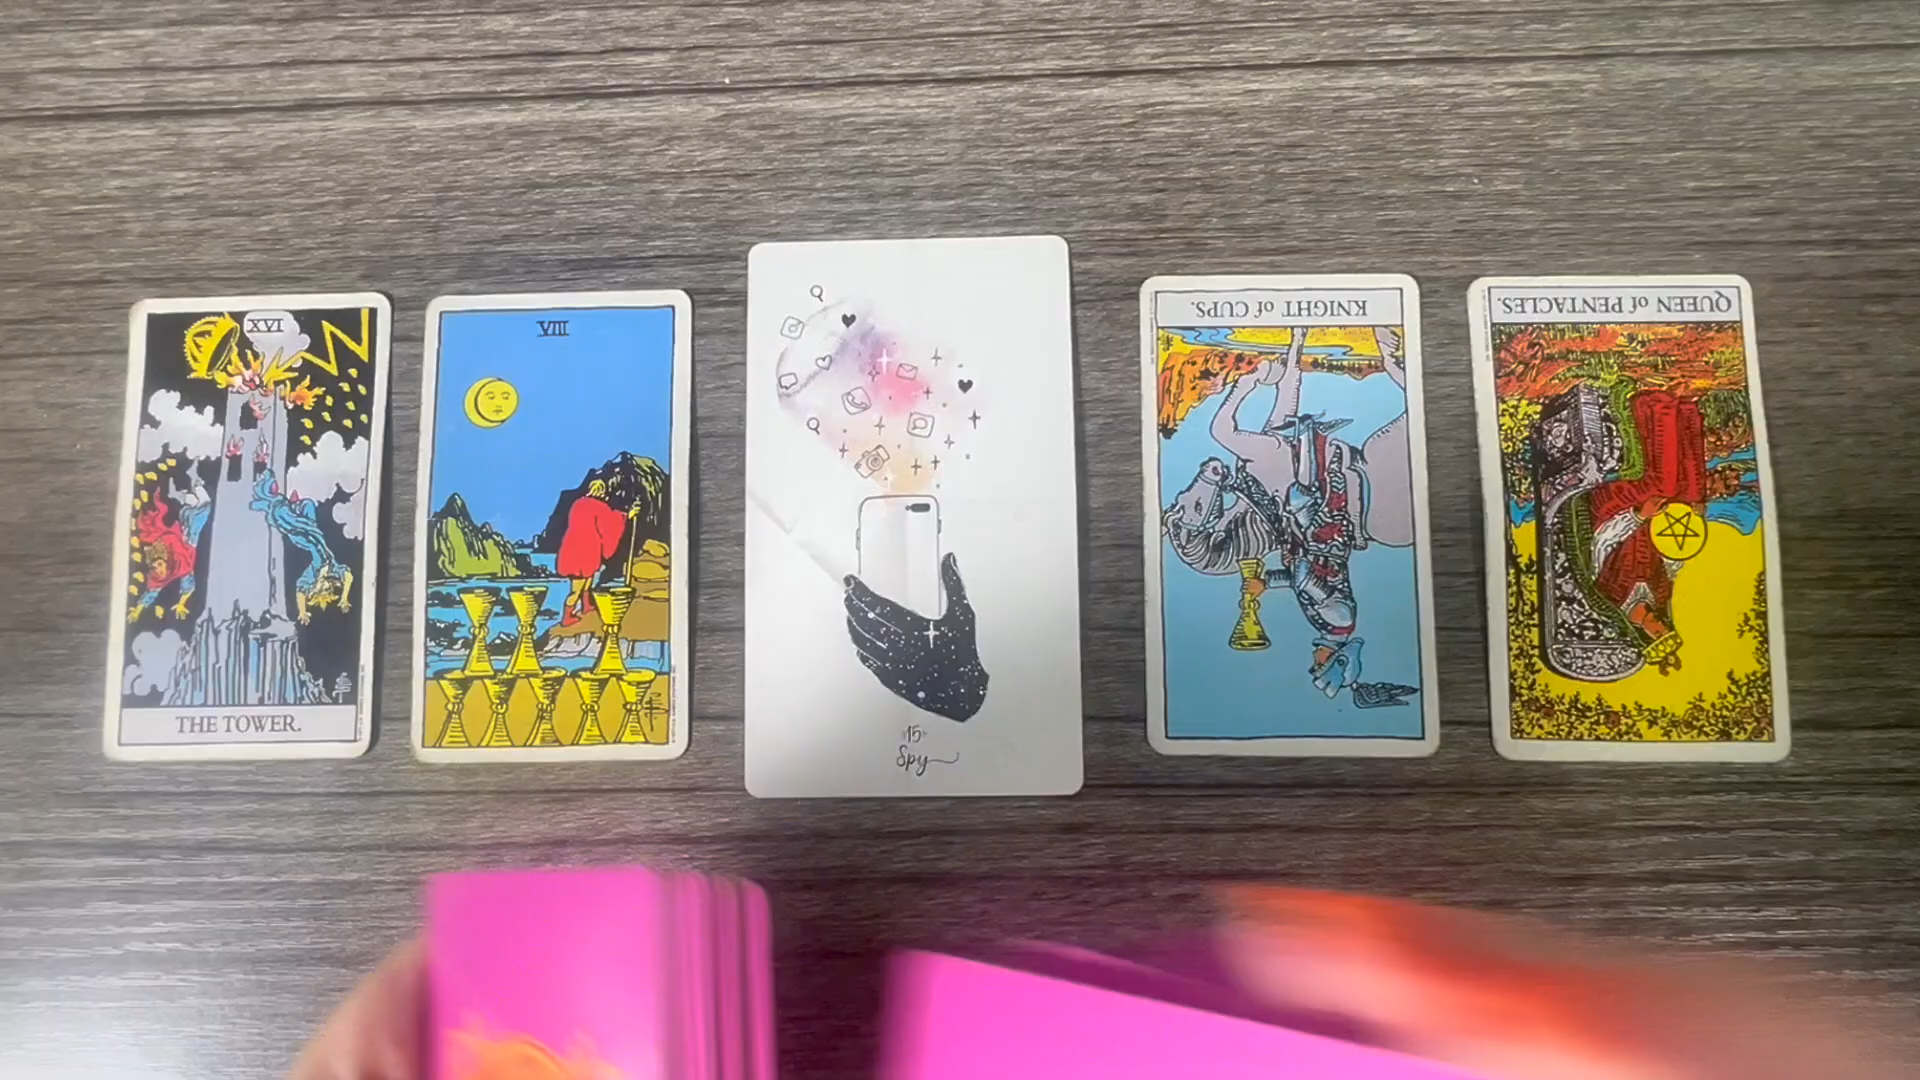 XVI
THE TOWER.
VIII
15
Spy
KNIGHT of CUPS.
QUEEN of PENTACLES.